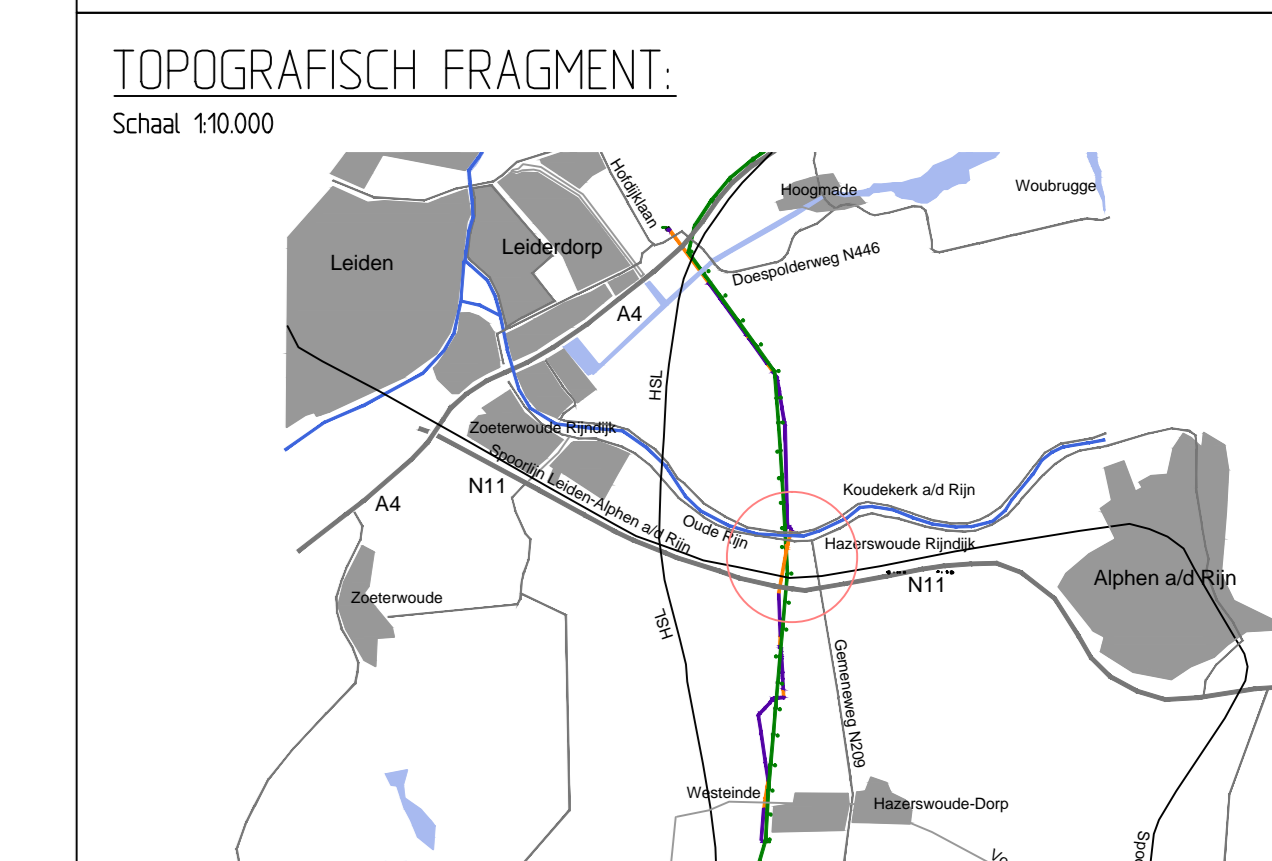 TOPOGRAFISCH FRAGMENT:
Schaal 1:10.000
Hofdijklaan
Hoogmade
Woubrugge
Leiden
Leiderdorp
Doespolderweg N446
A4
HSL
Zoeterwoude Rijndijk
Spoorlijn Leiden-Alphen a/d Rijn
N11
A4
Koudekerk a/d Rijn
Oude Rijn
Hazerswoude Rijndijk
N11
Alphen a/d Rijn
Zoeterwoude
HSL
Gemeneweg N209
Westeinde
Hazerswoude-Dorp
Spo